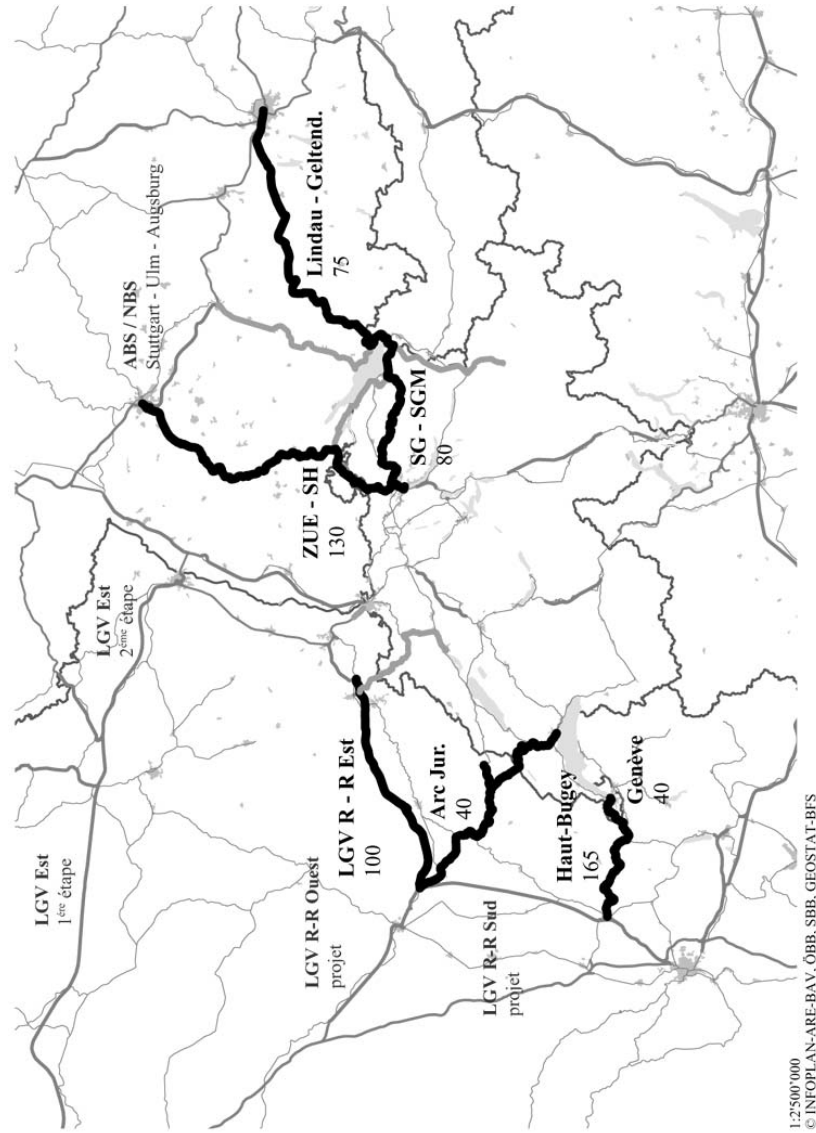 LGV Est
1ère étape
LGV Est
2ème étape
ABS / NBS
Stuttgart - Ulm - Augsburg
Lindau - Geltend.
75
ZUE - SH
130
SG - SGM
80
LGV R - R Est
100
LGV R-R Ouest
projet
Arc Jur.
40
LGV R-R Sud
projet
Haut-Bugey
165
Genève
40
1:2'500'000
© INFOPLAN-ARE-BAV, ÖBB, SBB, GEOSTAT-BFS